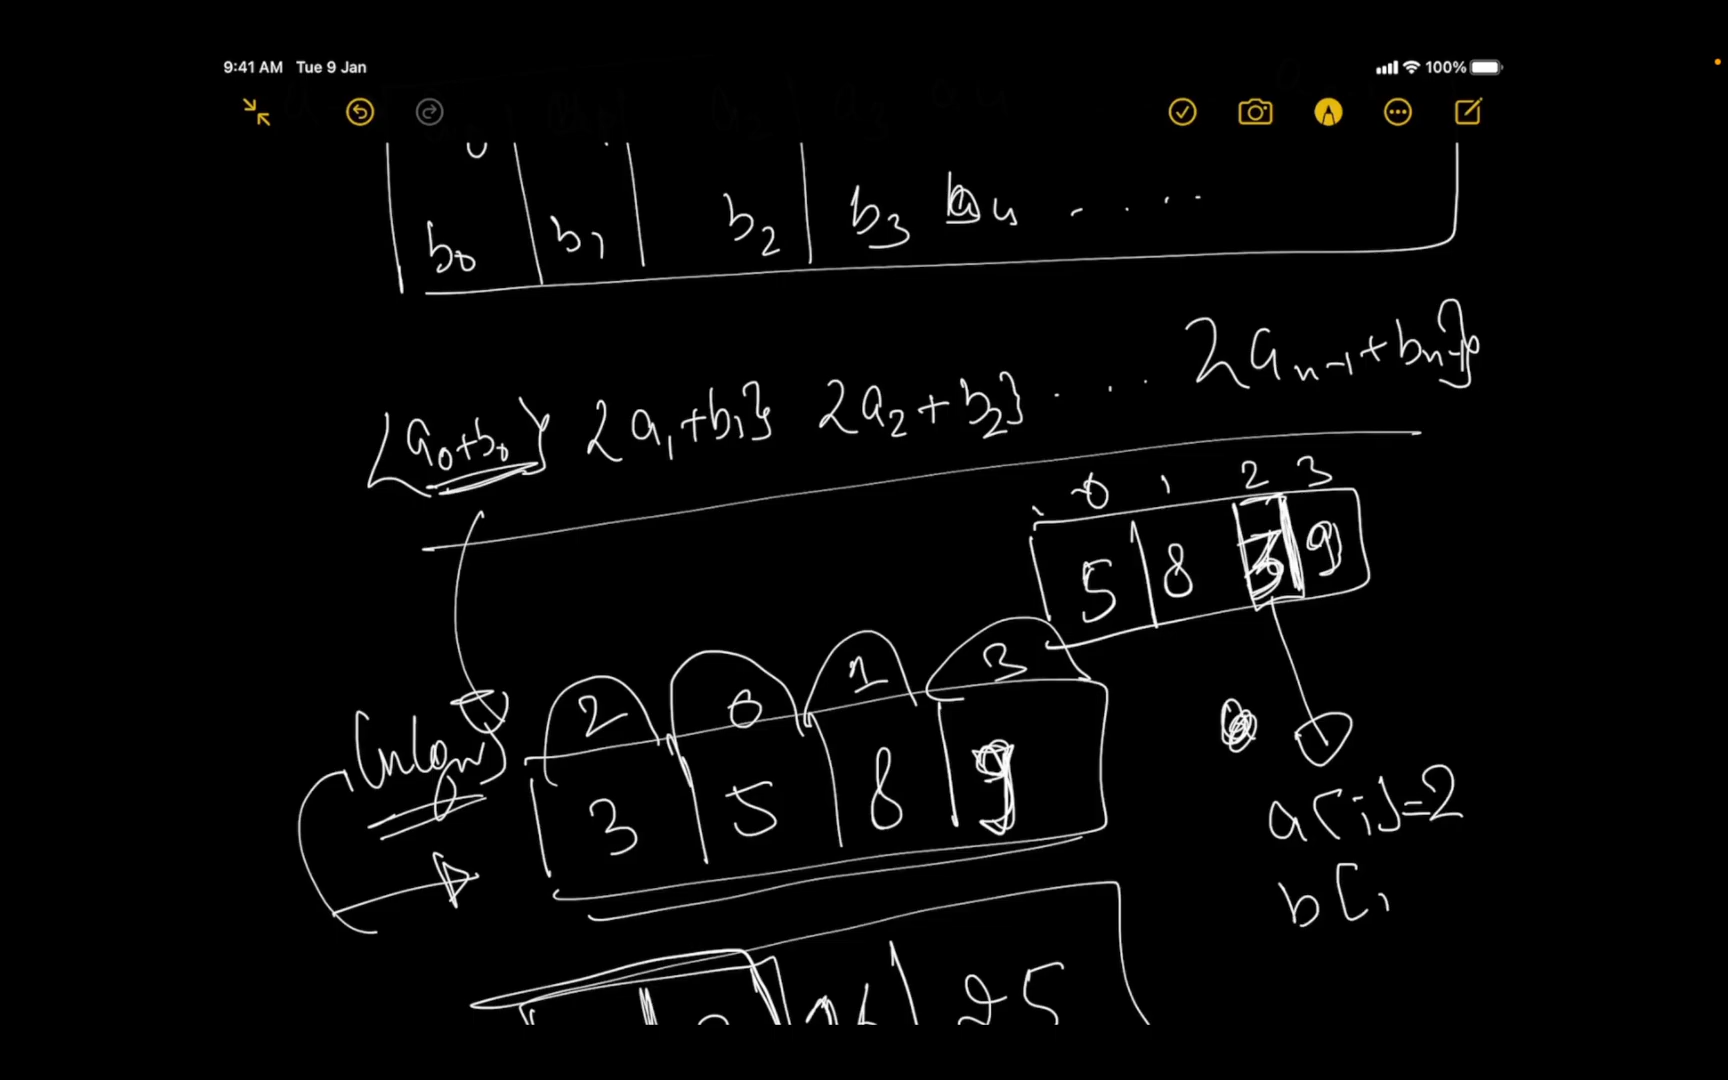 9:41 AM Tue 9 Jan 100%
b0 b1 b2 b3 b4 - . . . .
{a0+b0} {a1+b1} {a2+b2} . . . {an-1+bn-1}
0 1 2 3
5 8 3 9
2 0 1 3
(nlogn)
3 5 8 9
a[i]=2
b[i
25